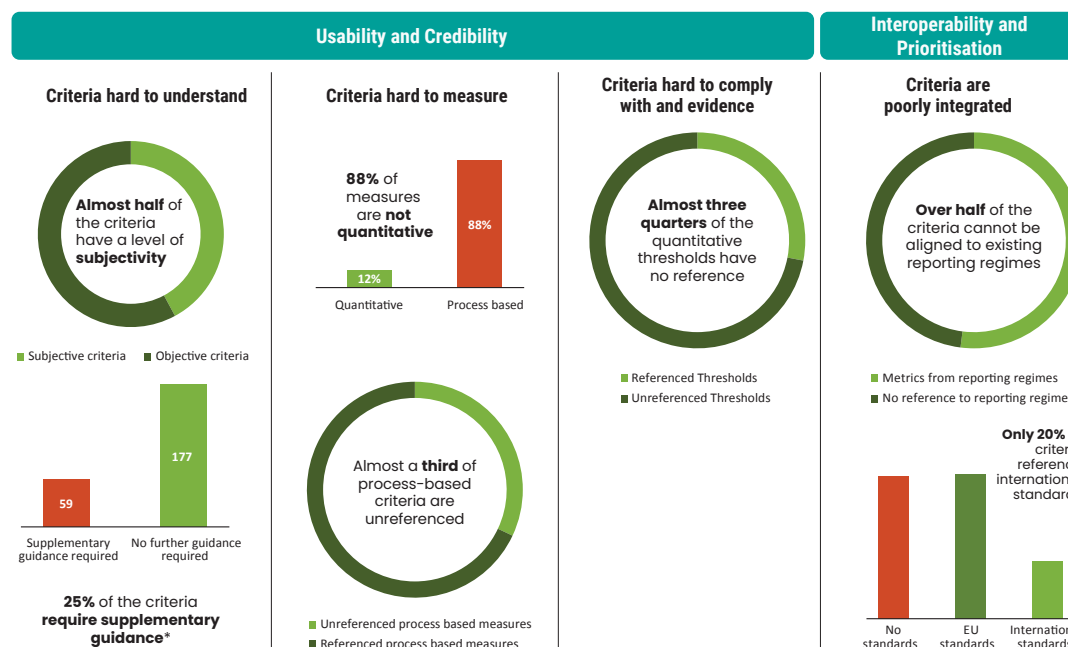 Usability and Credibility
Interoperability and
Prioritisation
Criteria hard to understand
Almost half of
the criteria
have a level of
subjectivity
Subjective criteria
Objective criteria
59
177
Supplementary
guidance required
No further guidance
required
25% of the criteria
require supplementary
guidance*
Criteria hard to measure
88% of
measures
are not
quantitative
12%
88%
Quantitative
Process based
Almost a third of
process-based
criteria are
unreferenced
Unreferenced process based measures
Referenced process based measures
Criteria hard to comply
with and evidence
Almost three
quarters of the
quantitative
thresholds have
no reference
Referenced Thresholds
Unreferenced Thresholds
Criteria are
poorly integrated
Over half of the
criteria cannot be
aligned to existing
reporting regimes
Metrics from reporting regimes
No reference to reporting regime
Only 20%
No
standards
EU
standards